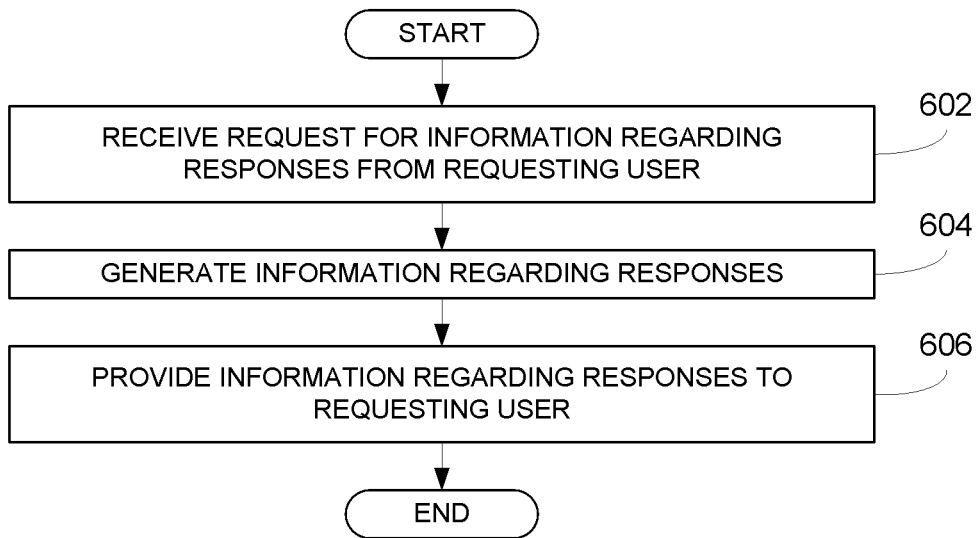 START
602
RECEIVE REQUEST FOR INFORMATION REGARDING
RESPONSES FROM REQUESTING USER
604
GENERATE INFORMATION REGARDING RESPONSES
606
PROVIDE INFORMATION REGARDING RESPONSES TO
REQUESTING USER
END